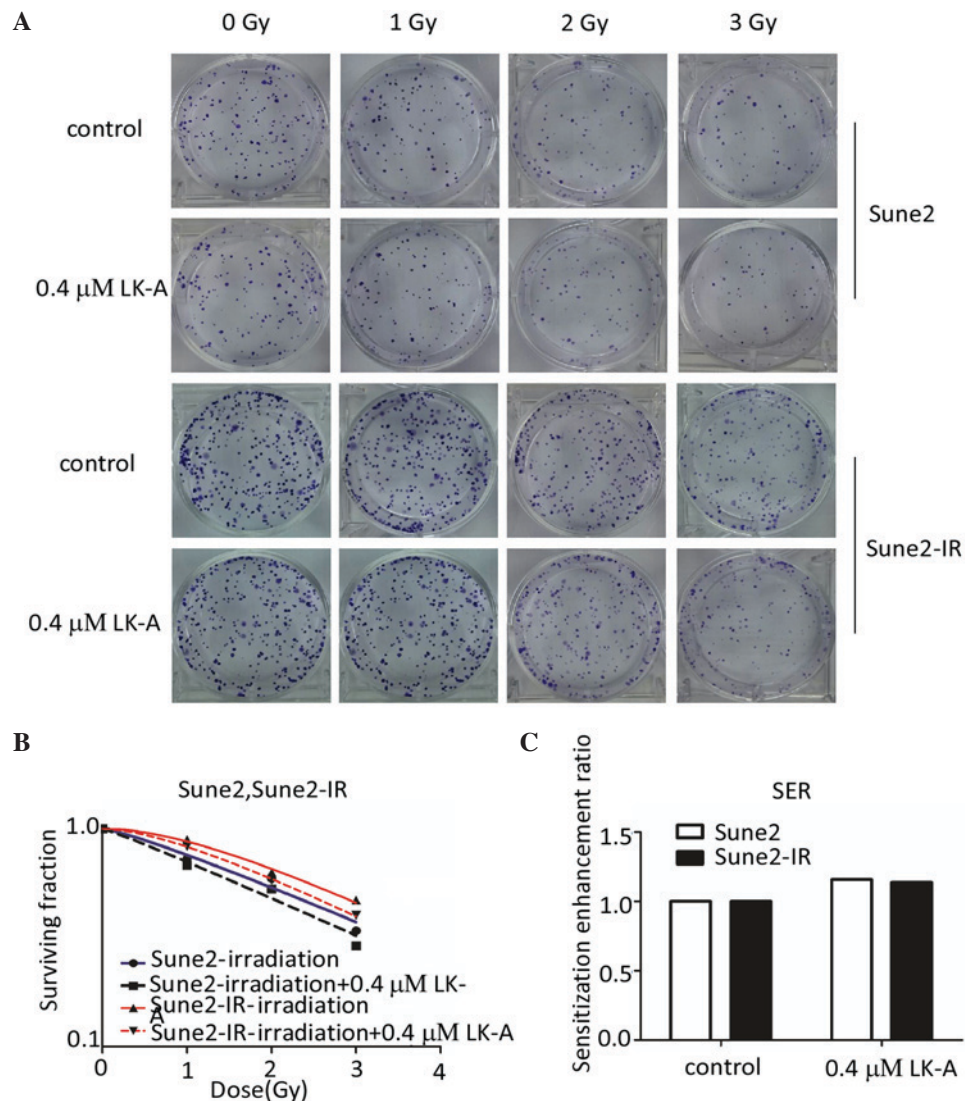 A
0 Gy 1 Gy 2 Gy 3 Gy
control
0.4 μM LK-A
Sune2
control
0.4 μM LK-A
Sune2-IR
B
Sune2,Sune2-IR
Surviving fraction
1.0
0.1
0 1 2 3 4
Dose(Gy)
Sune2-irradiation
Sune2-irradiation+0.4 μM LK-
A
Sune2-IR-irradiation
Sune2-IR-irradiation+0.4 μM LK-A
C
SER
Sensitization enhancement ratio
1.5
1.0
0.5
0.0
Sune2
Sune2-IR
control 0.4 μM LK-A